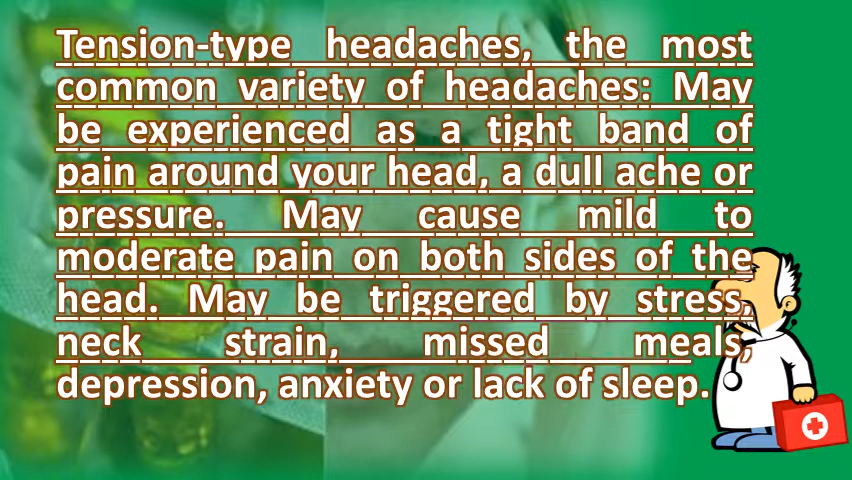 Tension-type headaches, the most
common variety of headaches: May
be experienced as a tight band of
pain around your head, a dull ache or
pressure. May cause mild to
moderate pain on both sides of the
head. May be triggered by stress,
neck strain, missed meals,
depression, anxiety or lack of sleep.